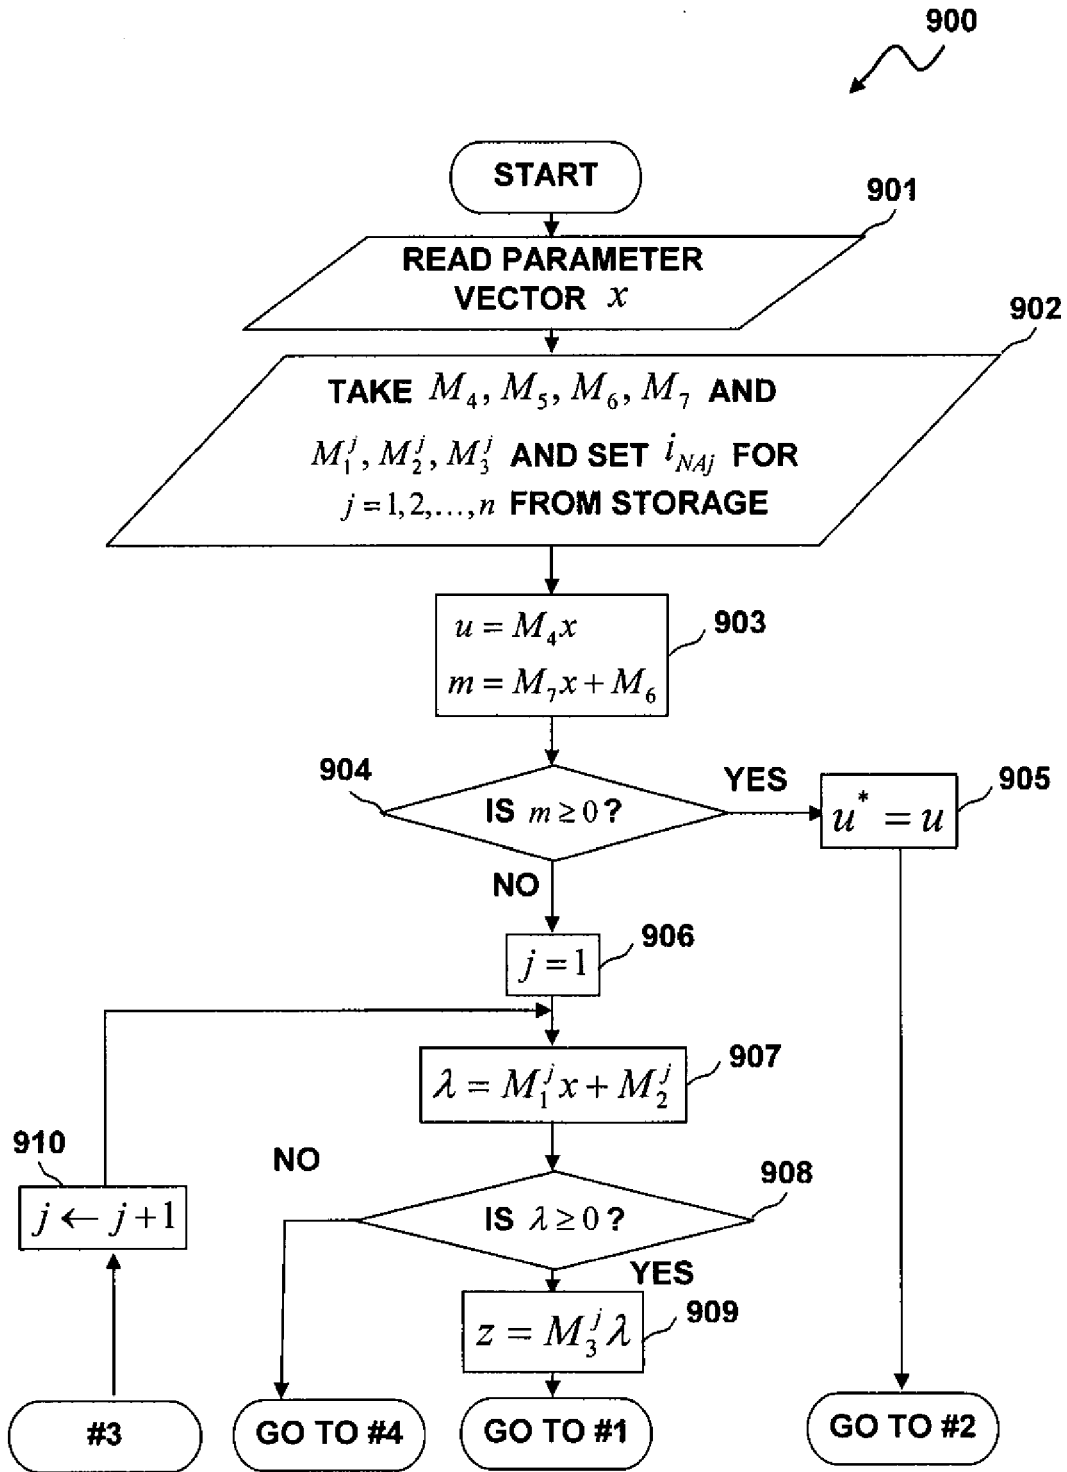 900
START
901
READ PARAMETER
VECTOR x
902
TAKE M₄, M₅, M₆, M₇ AND
M₁ʲ, M₂ʲ, M₃ʲ AND SET i_NAj FOR
j = 1, 2, ..., n FROM STORAGE
903
u = M₄x
m = M₇x + M₆
904
IS m ≥ 0 ?
YES
905
u* = u
NO
906
j = 1
907
λ = M₁ʲx + M₂ʲ
910
j ← j+1
NO
908
IS λ ≥ 0 ?
YES
909
z = M₃ʲλ
#3
GO TO #4
GO TO #1
GO TO #2